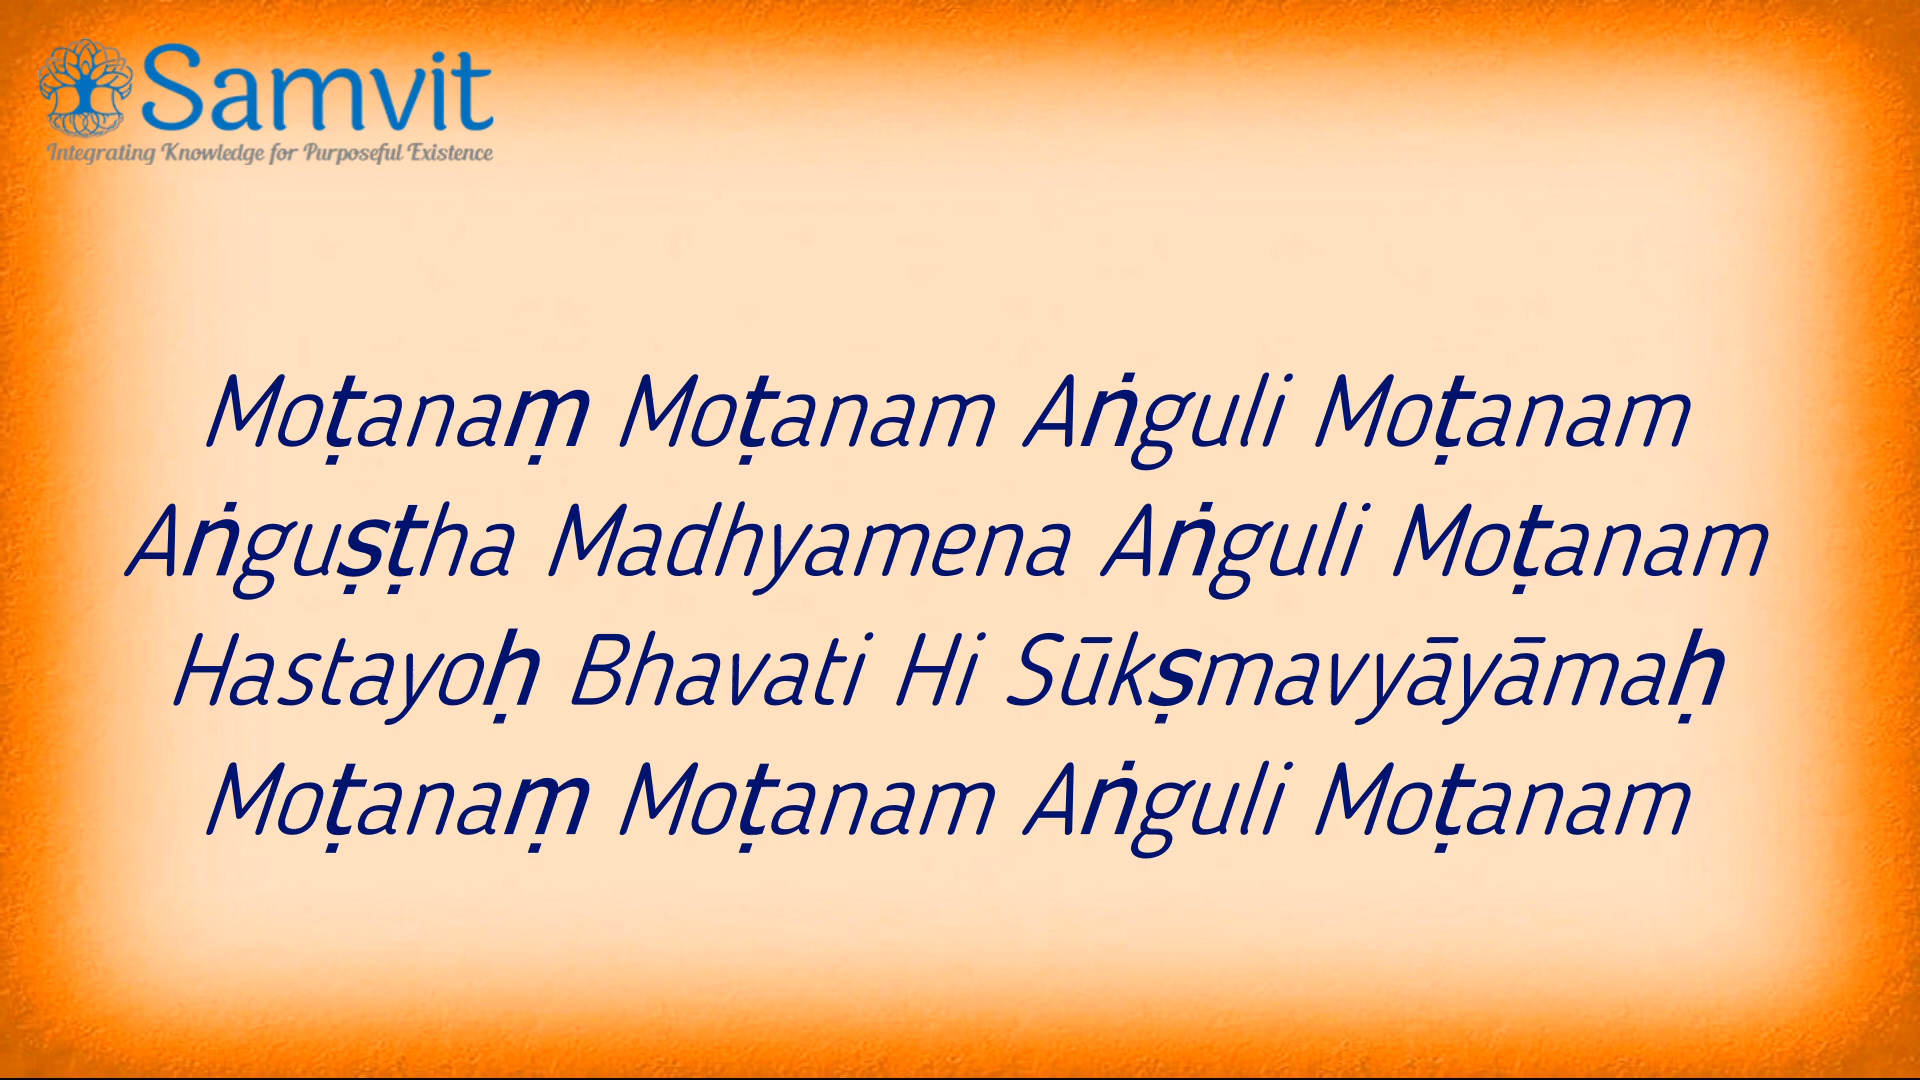 Samvit
Integrating Knowledge for Purposeful Existence
Moṭanaṃ Moṭanam Aṅguli Moṭanam
Aṅguṣṭha Madhyamena Aṅguli Moṭanam
Hastayoḥ Bhavati Hi Sūkṣmavyāyāmaḥ
Moṭanaṃ Moṭanam Aṅguli Moṭanam